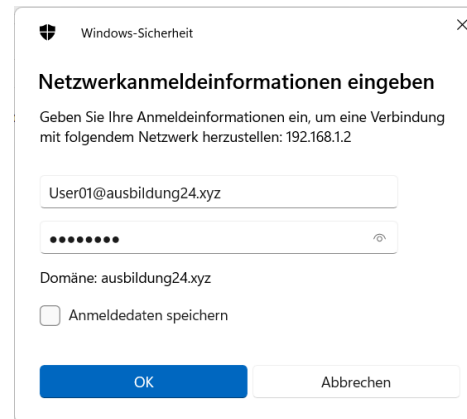 Windows-Sicherheit
Netzwerkanmeldeinformationen eingeben
Geben Sie Ihre Anmeldeinformationen ein, um eine Verbindung
mit folgendem Netzwerk herzustellen: 192.168.1.2
User01@ausbildung24.xyz
●●●●●●●●
Domäne: ausbildung24.xyz
Anmeldedaten speichern
OK
Abbrechen